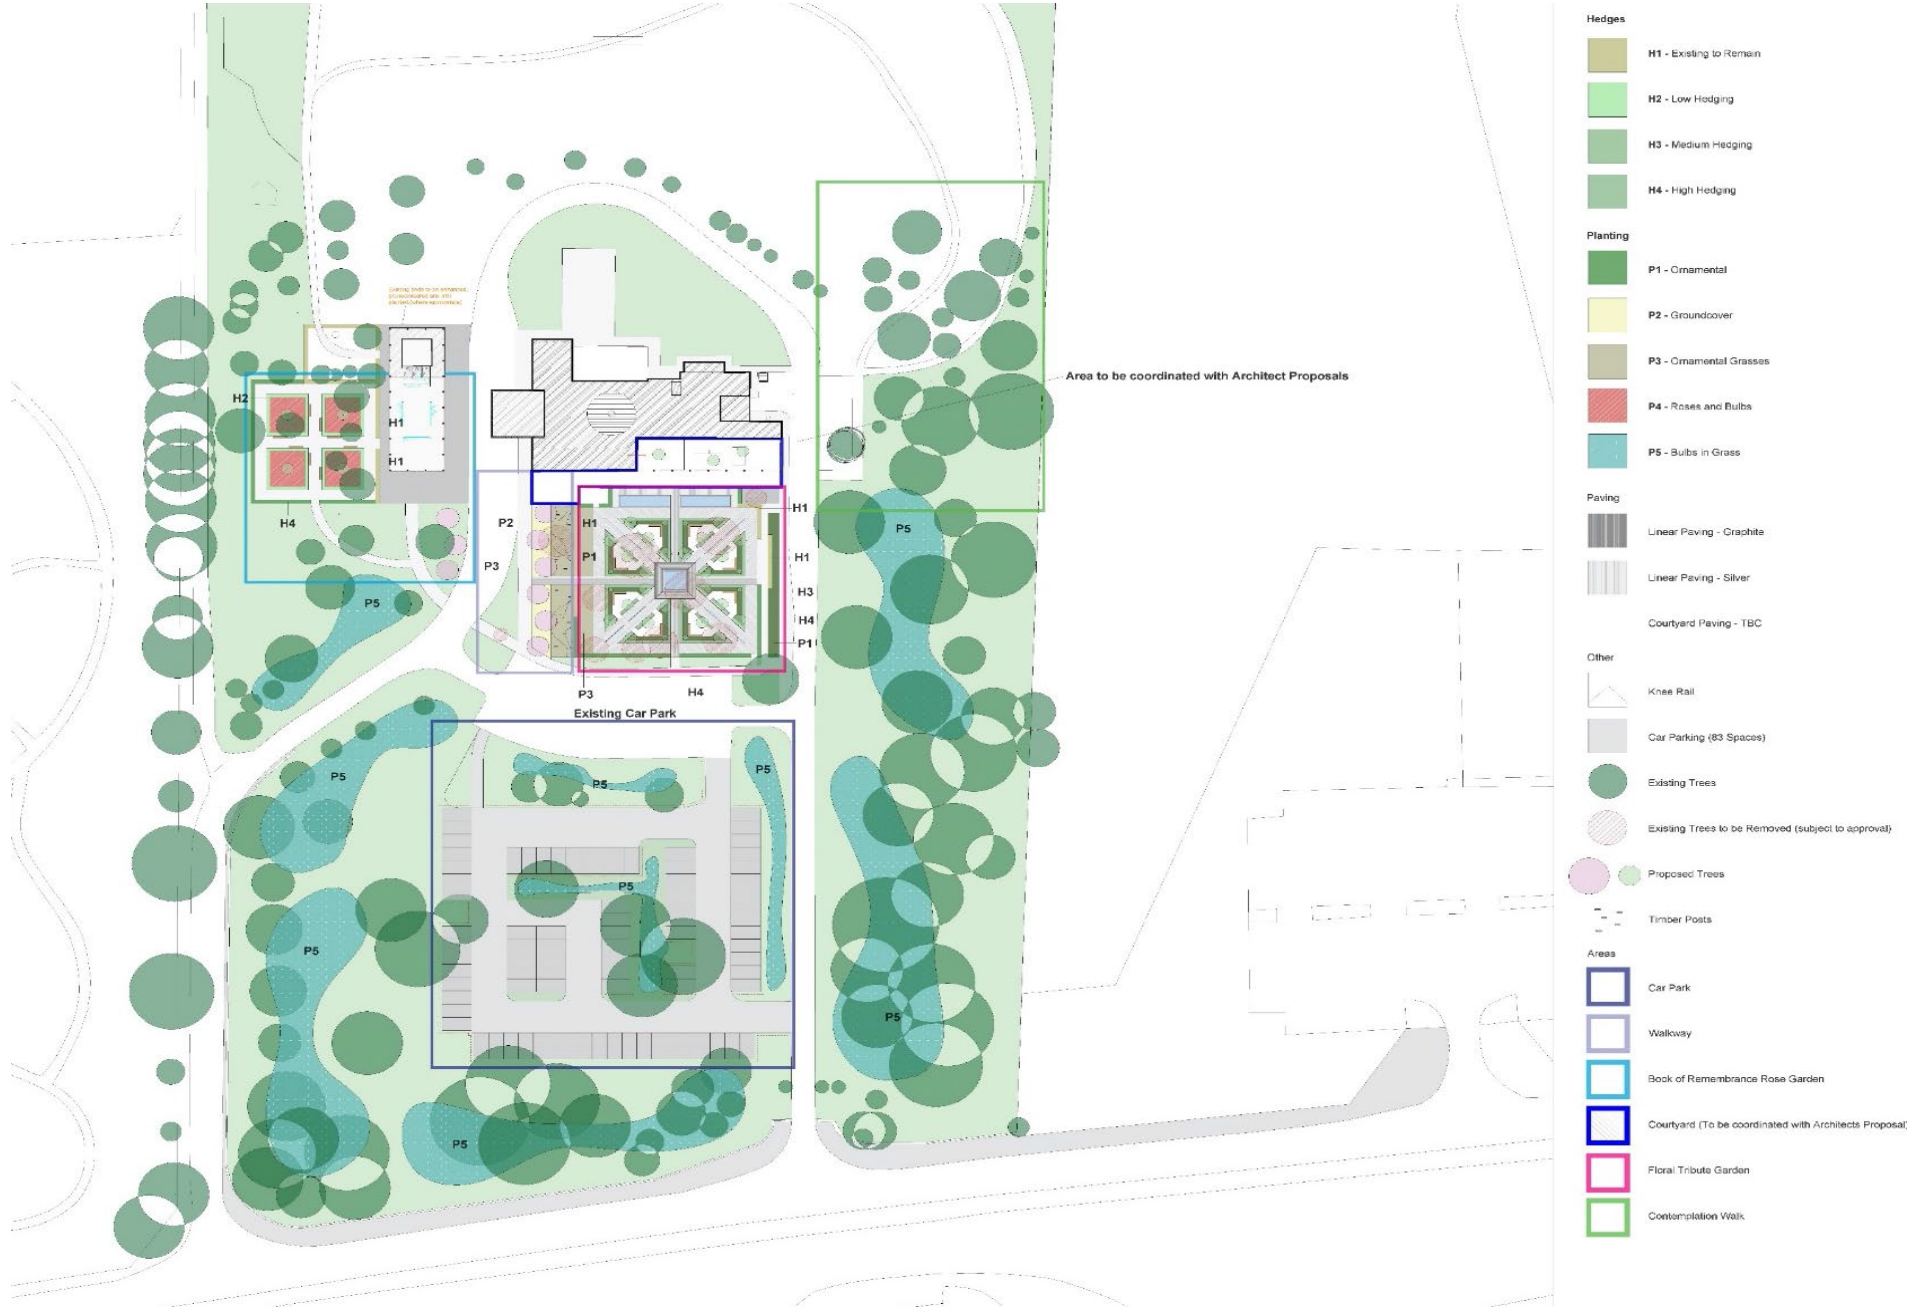 Existing beds to be enhanced,
H2
H1
H1
H4
Area to be coordinated with Architect Proposals
P2
H1
H1
P5
P1
H1
P3
H3
P5
H4
P1
P3
H4
Existing Car Park
P5
P5
P5
P5
P5
P5
P5
Hedges
H1 - Existing to Remain
H2 - Low Hedging
H3 - Medium Hedging
H4 - High Hedging
Planting
P1 - Ornamental
P2 - Groundcover
P3 - Ornamental Grasses
P4 - Roses and Bulbs
P5 - Bulbs in Grass
Paving
Linear Paving - Graphite
Linear Paving - Silver
Courtyard Paving - TBC
Other
Knee Rail
Car Parking (83 Spaces)
Existing Trees
Existing Trees to be Removed (subject to approval)
Proposed Trees
Timber Posts
Areas
Car Park
Walkway
Book of Remembrance Rose Garden
Courtyard (To be coordinated with Architects Proposal)
Floral Tribute Garden
Contemplation Walk